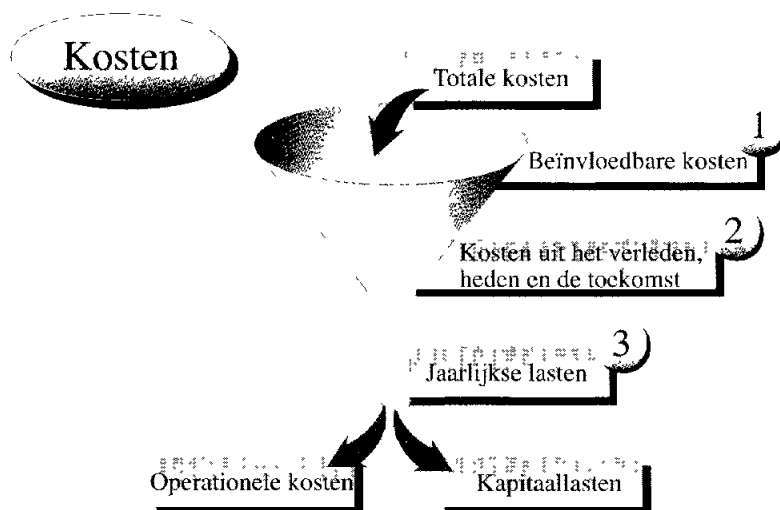 Kosten
Totale kosten
1
Beïnvloedbare kosten
2
Kosten uit het verleden,
heden en de toekomst
3
Jaarlijkse lasten
Operationele kosten
Kapitaallasten